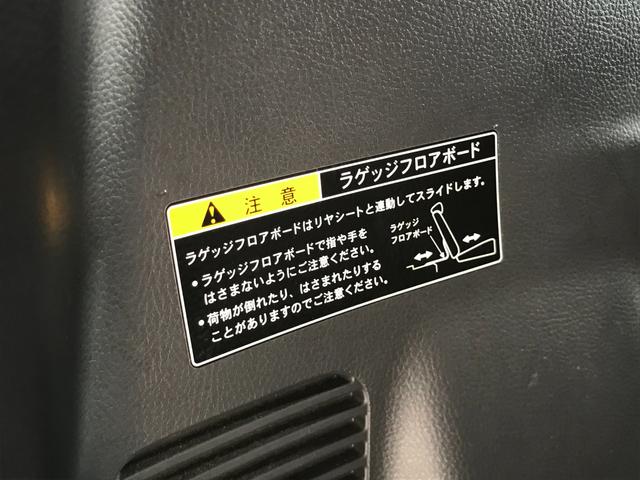 注意
ラゲッジフロアボード
ラゲッジフロアボードはリヤシートと連動してスライドします。
・ラゲッジフロアボードで指や手を
はさまないようにご注意ください。
・荷物が倒れたり、はさまれたりする
ことがありますのでご注意ください。
ラゲッジ
フロアボード